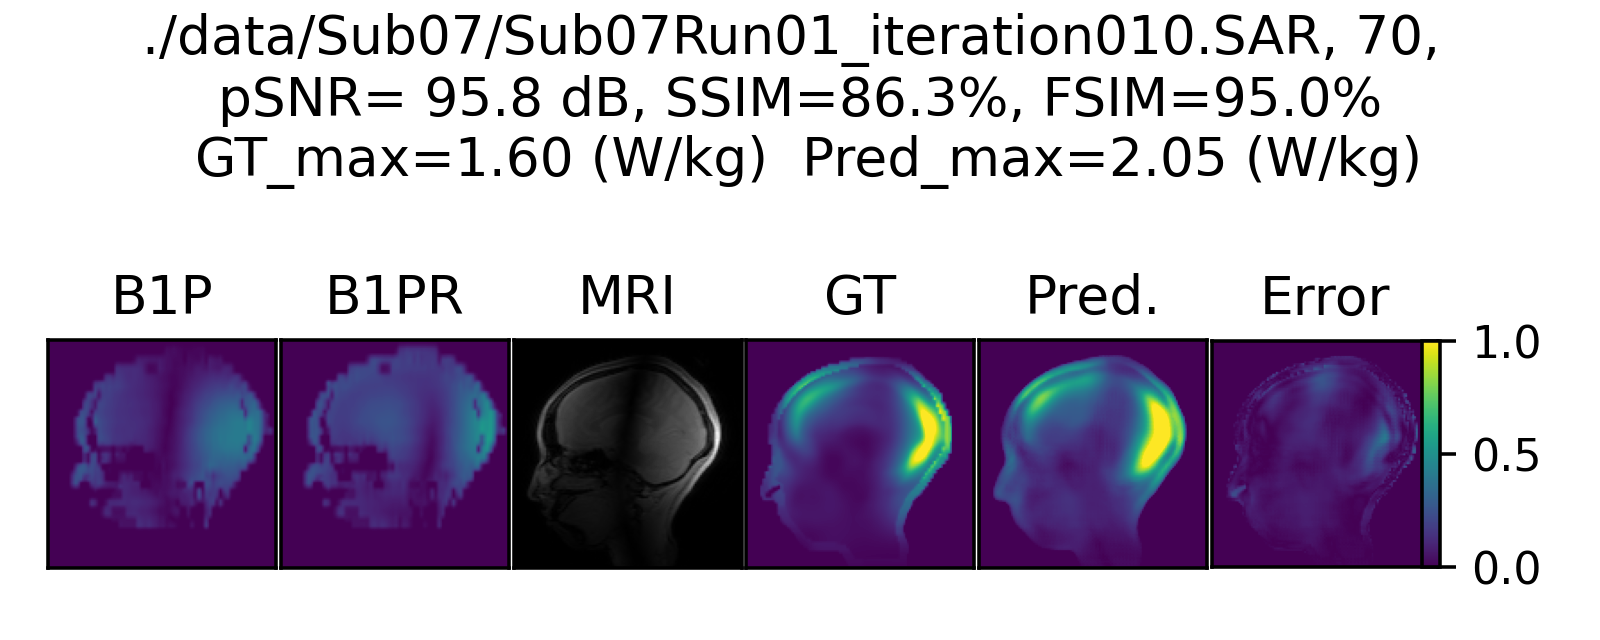 ./data/Sub07/Sub07Run01_iteration010.SAR, 70,
pSNR= 95.8 dB, SSIM=86.3%, FSIM=95.0%
GT_max=1.60 (W/kg)  Pred_max=2.05 (W/kg)
B1P B1PR MRI GT Pred. Error
1.0
0.5
0.0